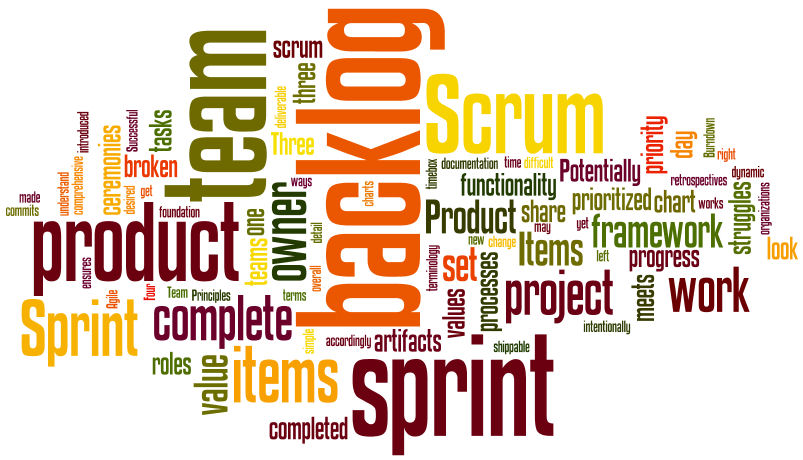 backlog
team
scrum
three
deliverable
Three
Scrum
introduced
Successful
tasks
ceremonies
broken
understand
comprehensive
desired
yet
made
commits
product
foundation
ways
charts
one
teams
owner
detail
overall
terms
ensures
Agile
four
Team
Principles
Sprint
complete
simple
accordingly
artifacts
roles
value
items
completed
sprint
shippable
timebox
documentation
time
difficult
Potentially
priority
day
Burndown
right
functionality
retrospectives
dynamic
prioritized
chart
works
struggles
organizations
Product
share
may
yet
framework
look
new
change
Items
left
progress
terminology
set
processes
values
project
meets
work
intentionally